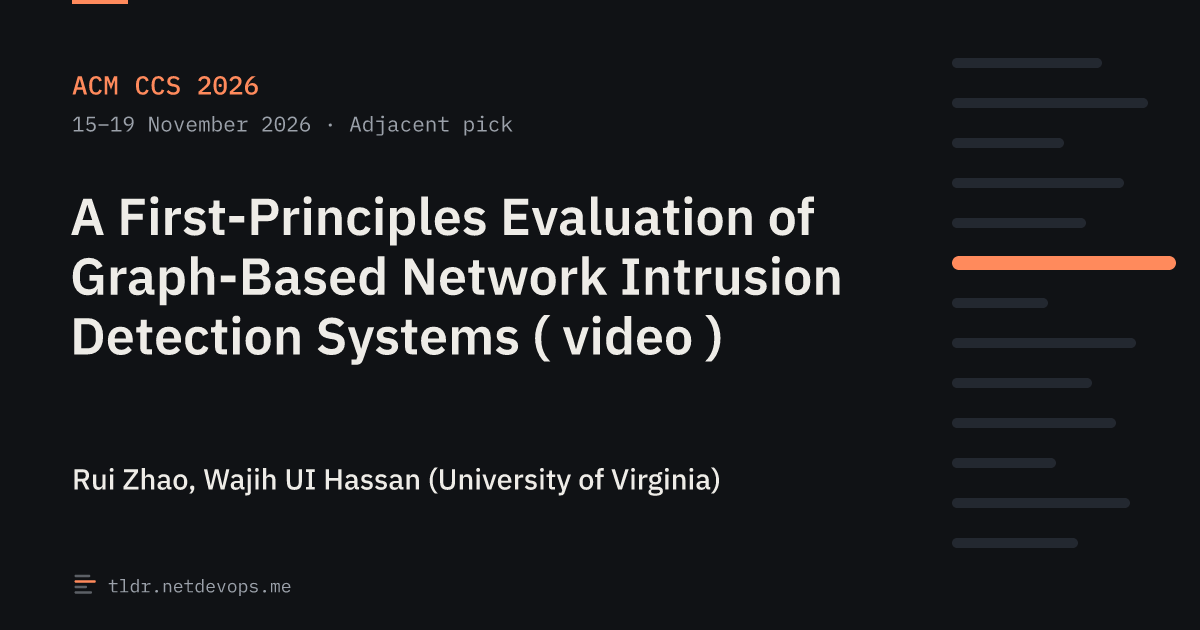 ACM CCS 2026
15–19 November 2026 · Adjacent pick
A First-Principles Evaluation of
Graph-Based Network Intrusion
Detection Systems ( video )
Rui Zhao, Wajih UI Hassan (University of Virginia)
tldr.netdevops.me